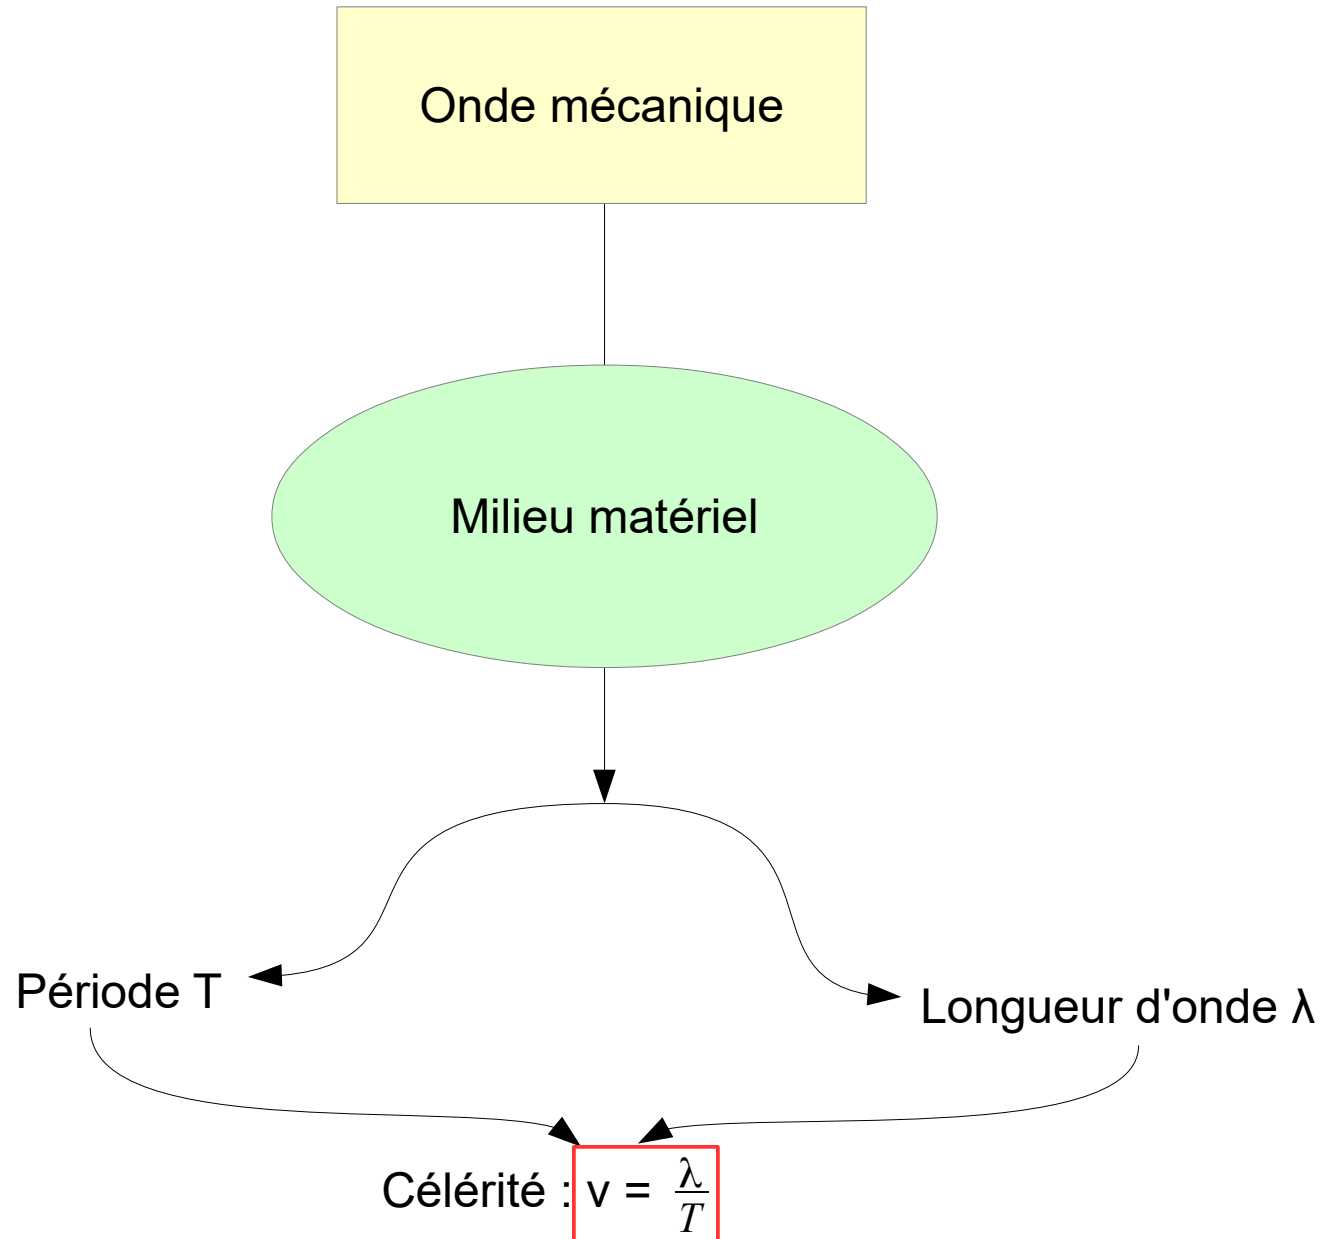 Onde mécanique
Milieu matériel
Période T
Longueur d'onde λ
Célérité : v = λ/T